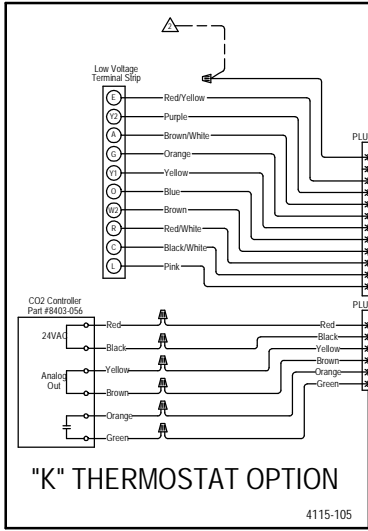 2
Low Voltage
Terminal Strip
E Red/Yellow
Y2 Purple
A Brown/White
PLU
G Orange
Y1 Yellow
O Blue
W2 Brown
R Red/White
C Black/White
L Pink
CO2 Controller
Part #8403-056
PLU
24VAC
Red Red
Black Black
Yellow Yellow
Analog
Out
Brown Brown
Orange Orange
Green Green
"K" THERMOSTAT OPTION
4115-105